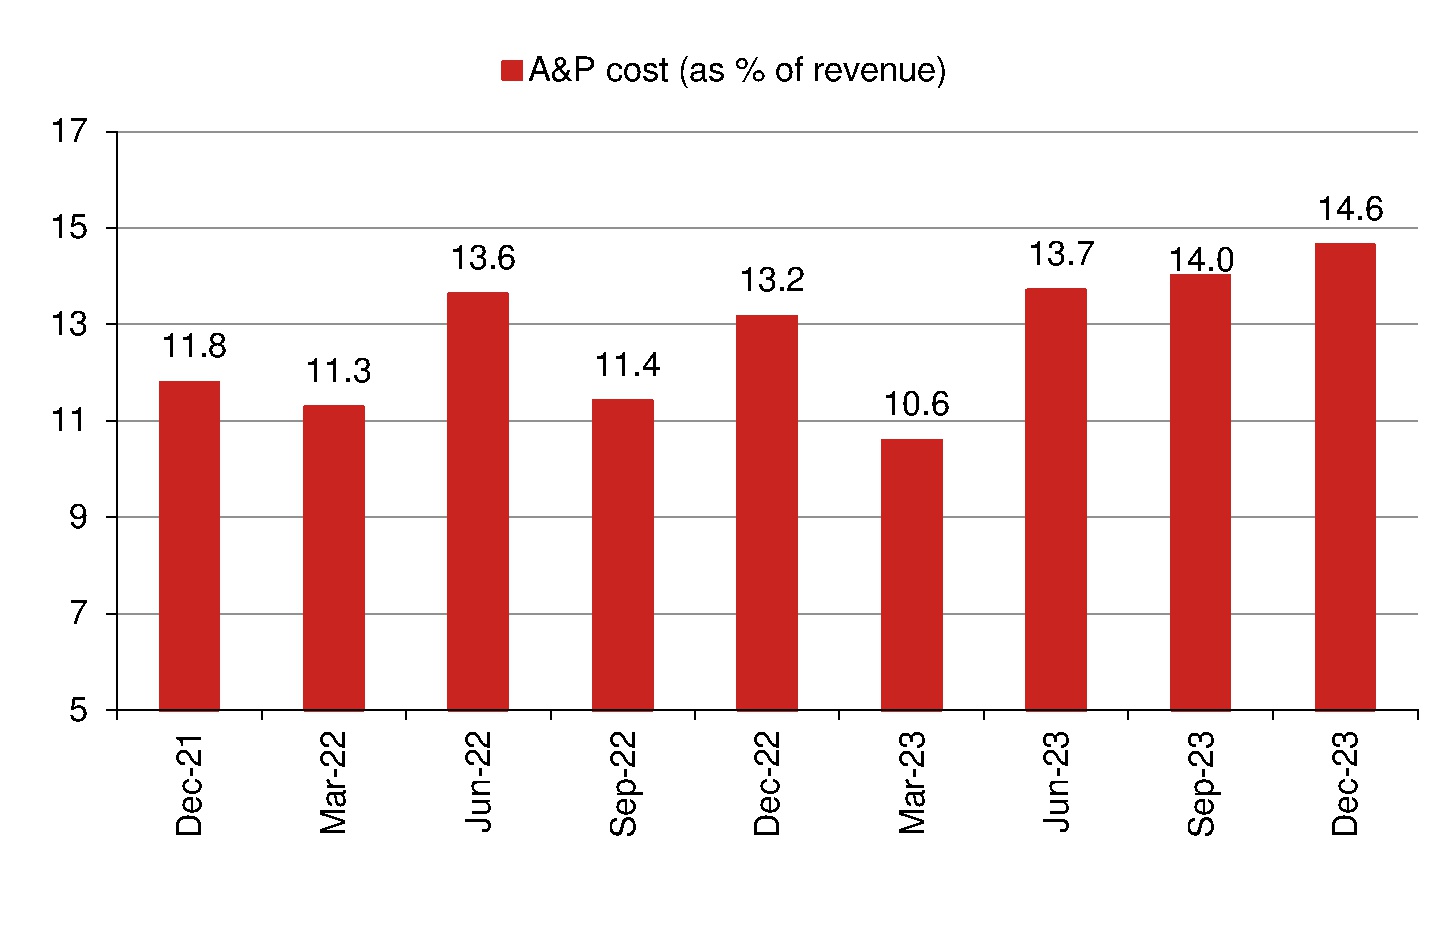 A&P cost (as % of revenue)
17
15
13
11
9
7
5
11.8
11.3
13.6
11.4
13.2
10.6
13.7
14.0
14.6
Dec-21
Mar-22
Jun-22
Sep-22
Dec-22
Mar-23
Jun-23
Sep-23
Dec-23